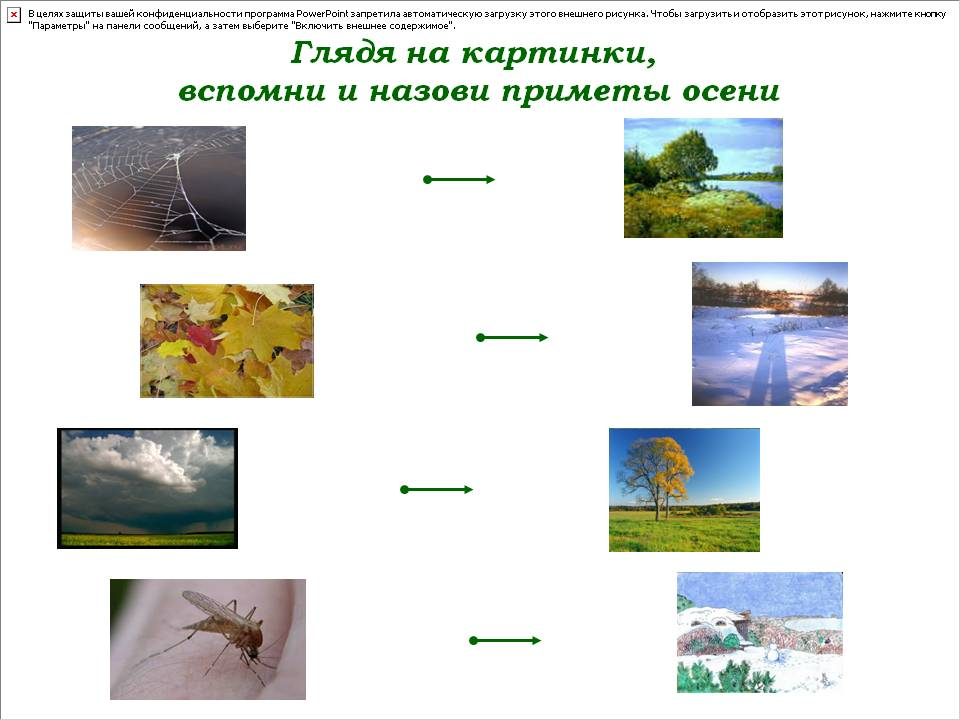 В целях защиты вашей конфиденциальности программа PowerPoint запретила автоматическую загрузку этого внешнего рисунка. Чтобы загрузить и отобразить этот рисунок, нажмите кнопку
"Параметры" на панели сообщений, а затем выберите "Включить внешнее содержимое".
Глядя на картинки,
вспомни и назови приметы осени